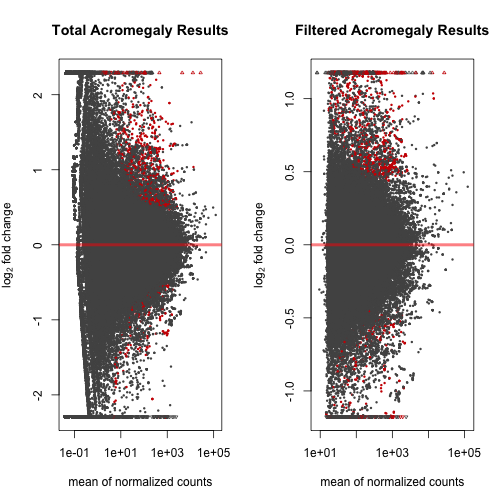 Total Acromegaly Results
log2 fold change
2
1
0
-1
-2
1e-01 1e+01 1e+03 1e+05
mean of normalized counts
Filtered Acromegaly Results
log2 fold change
1.0
0.5
0.0
-0.5
-1.0
1e+01 1e+03 1e+05
mean of normalized counts